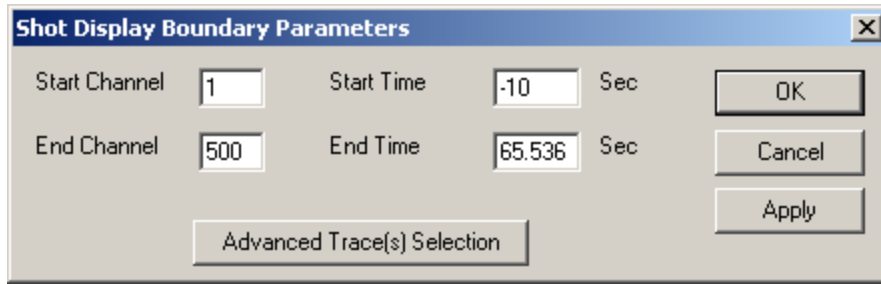 Shot Display Boundary Parameters
Start Channel 1 Start Time -10 Sec OK
End Channel 500 End Time 65.536 Sec Cancel
Apply
Advanced Trace(s) Selection